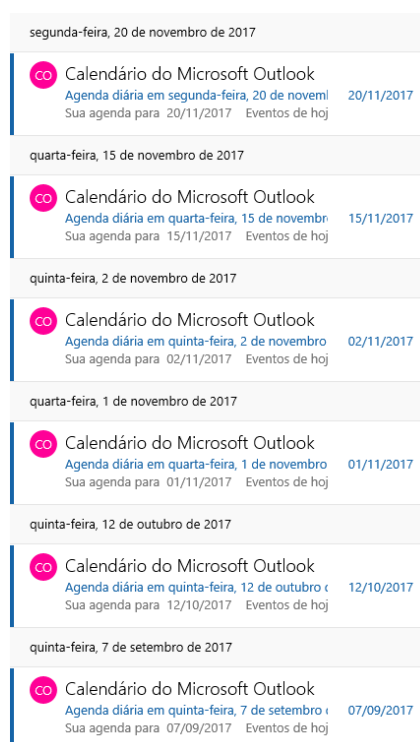 segunda-feira, 20 de novembro de 2017
CO Calendário do Microsoft Outlook
Agenda diária em segunda-feira, 20 de novem 20/11/2017
Sua agenda para 20/11/2017 Eventos de hoj
quarta-feira, 15 de novembro de 2017
CO Calendário do Microsoft Outlook
Agenda diária em quarta-feira, 15 de novembr 15/11/2017
Sua agenda para 15/11/2017 Eventos de hoj
quinta-feira, 2 de novembro de 2017
CO Calendário do Microsoft Outlook
Agenda diária em quinta-feira, 2 de novembro 02/11/2017
Sua agenda para 02/11/2017 Eventos de hoj
quarta-feira, 1 de novembro de 2017
CO Calendário do Microsoft Outlook
Agenda diária em quarta-feira, 1 de novembro 01/11/2017
Sua agenda para 01/11/2017 Eventos de hoj
quinta-feira, 12 de outubro de 2017
CO Calendário do Microsoft Outlook
Agenda diária em quinta-feira, 12 de outubro 12/10/2017
Sua agenda para 12/10/2017 Eventos de hoj
quinta-feira, 7 de setembro de 2017
CO Calendário do Microsoft Outlook
Agenda diária em quinta-feira, 7 de setembro 07/09/2017
Sua agenda para 07/09/2017 Eventos de hoj